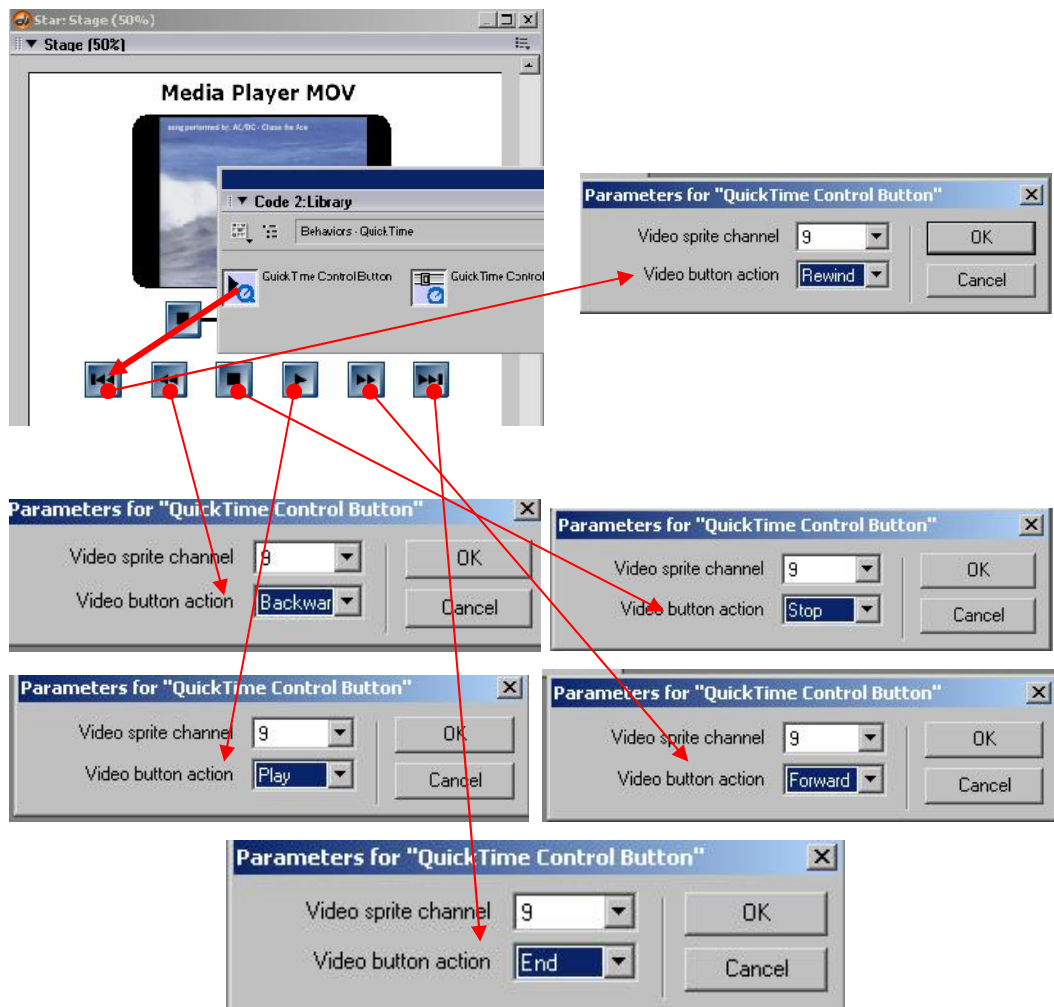 Star: Stage (50%)
Stage (50%)
Media Player MOV
song performed by: AC/DC - Chase the Ace
Code 2:Library
Behaviors - QuickTime
QuickTime Control Button
QuickTime Control
Parameters for "QuickTime Control Button"
Video sprite channel 9 OK
Video button action Rewind Cancel
Parameters for "QuickTime Control Button"
Video sprite channel 9 OK
Video button action Backwar Cancel
Parameters for "QuickTime Control Button"
Video sprite channel 9 OK
Video button action Stop Cancel
Parameters for "QuickTime Control Button"
Video sprite channel 9 OK
Video button action Play Cancel
Parameters for "QuickTime Control Button"
Video sprite channel 9 OK
Video button action Forward Cancel
Parameters for "QuickTime Control Button"
Video sprite channel 9 OK
Video button action End Cancel